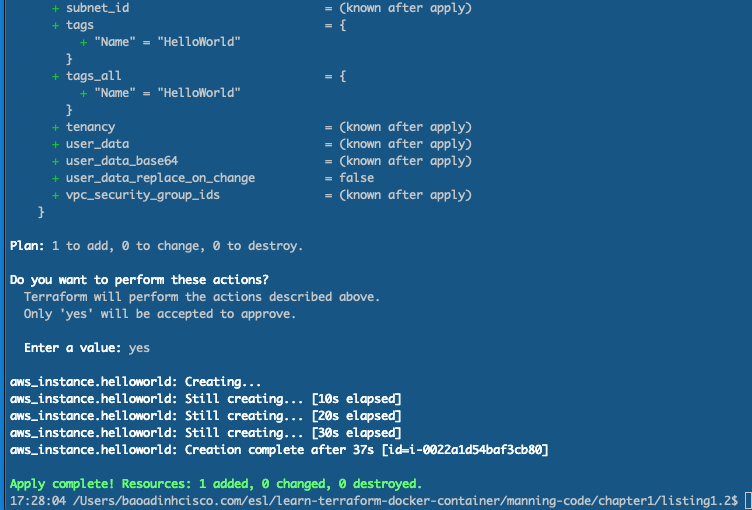 + subnet_id = (known after apply)
+ tags = {
+ "Name" = "HelloWorld"
}
+ tags_all = {
+ "Name" = "HelloWorld"
}
+ tenancy = (known after apply)
+ user_data = (known after apply)
+ user_data_base64 = (known after apply)
+ user_data_replace_on_change = false
+ vpc_security_group_ids = (known after apply)
}
Plan: 1 to add, 0 to change, 0 to destroy.
Do you want to perform these actions?
Terraform will perform the actions described above.
Only 'yes' will be accepted to approve.
Enter a value: yes
aws_instance.helloworld: Creating...
aws_instance.helloworld: Still creating... [10s elapsed]
aws_instance.helloworld: Still creating... [20s elapsed]
aws_instance.helloworld: Still creating... [30s elapsed]
aws_instance.helloworld: Creation complete after 37s [id=i-0022a1d54baf3cb80]
Apply complete! Resources: 1 added, 0 changed, 0 destroyed.
17:28:04 /Users/baoadinhcisco.com/esl/learn-terraform-docker-container/manning-code/chapter1/listing1.2$